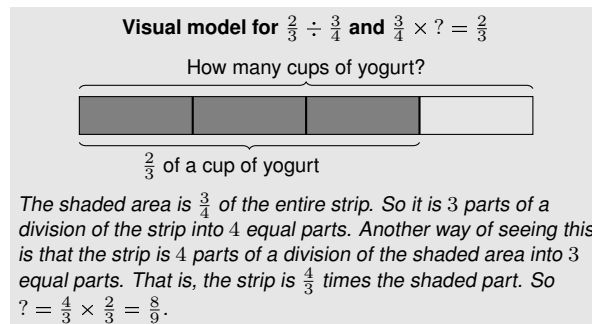 Visual model for 2/3 ÷ 3/4 and 3/4 × ? = 2/3
How many cups of yogurt?
2/3 of a cup of yogurt
The shaded area is 3/4 of the entire strip. So it is 3 parts of a
division of the strip into 4 equal parts. Another way of seeing this
is that the strip is 4 parts of a division of the shaded area into 3
equal parts. That is, the strip is 4/3 times the shaded part. So
? = 4/3 × 2/3 = 8/9.